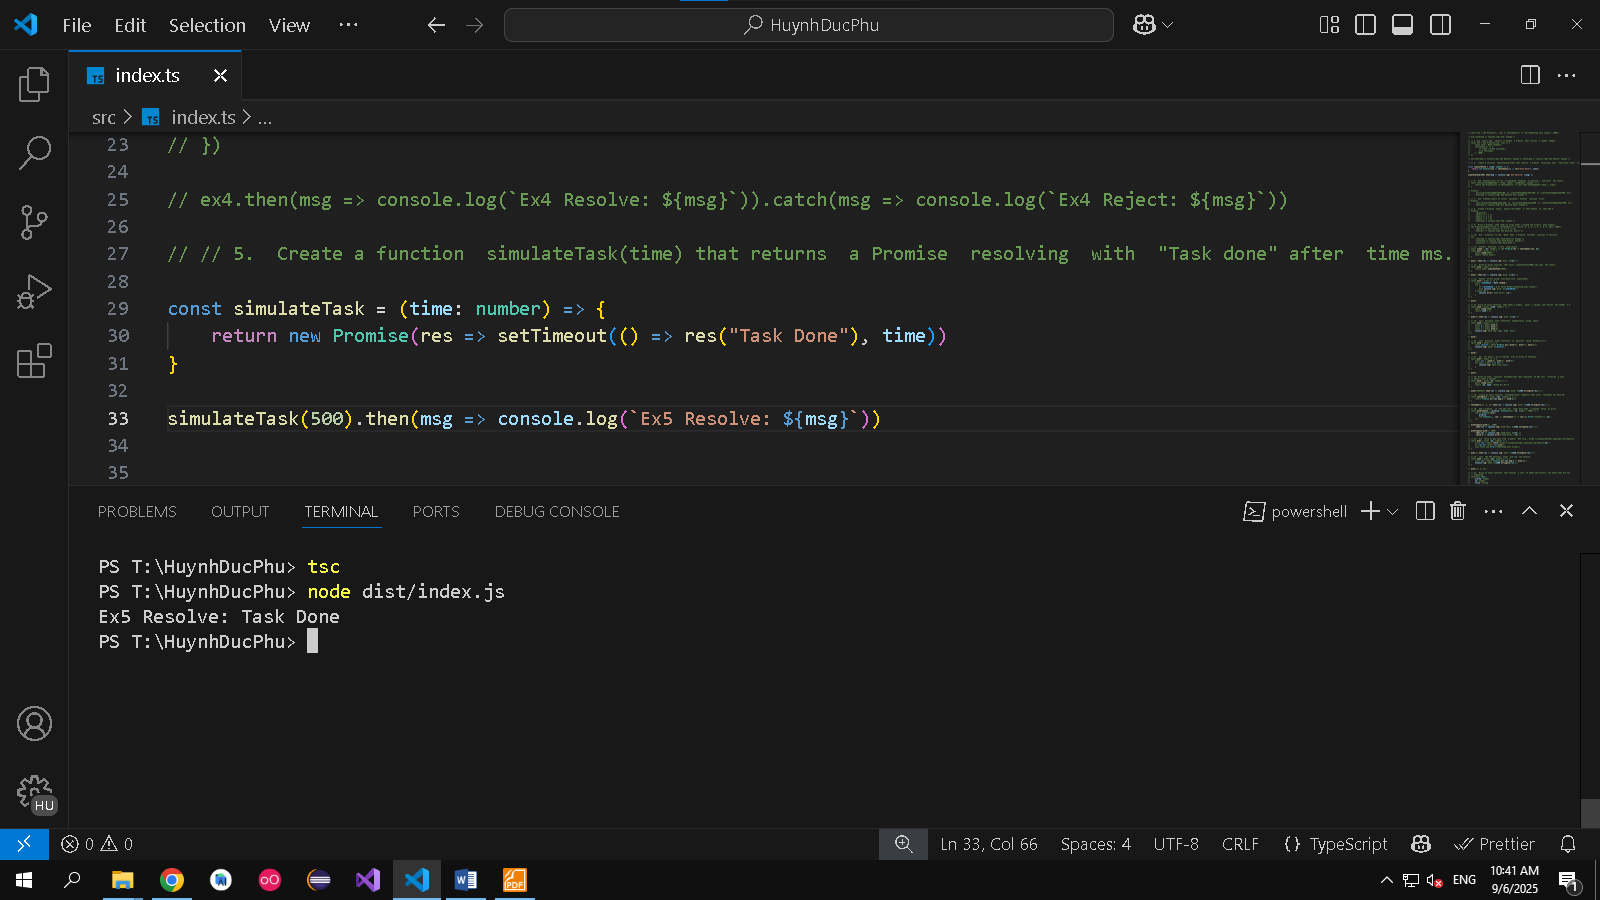 File Edit Selection View ··· HuynhDucPhu
TS index.ts
src > TS index.ts > ...
23 // })
24
25 // ex4.then(msg => console.log(`Ex4 Resolve: ${msg}`)).catch(msg => console.log(`Ex4 Reject: ${msg}`))
26
27 // // 5. Create a function simulateTask(time) that returns a Promise resolving with "Task done" after time ms.
28
29 const simulateTask = (time: number) => {
30 return new Promise(res => setTimeout(() => res("Task Done"), time))
31 }
32
33 simulateTask(500).then(msg => console.log(`Ex5 Resolve: ${msg}`))
34
35
PROBLEMS OUTPUT TERMINAL PORTS DEBUG CONSOLE powershell
PS T:\HuynhDucPhu> tsc
PS T:\HuynhDucPhu> node dist/index.js
Ex5 Resolve: Task Done
PS T:\HuynhDucPhu>
HU
0 0 Ln 33, Col 66 Spaces: 4 UTF-8 CRLF {} TypeScript Prettier
ENG 10:41 AM
9/6/2025 1